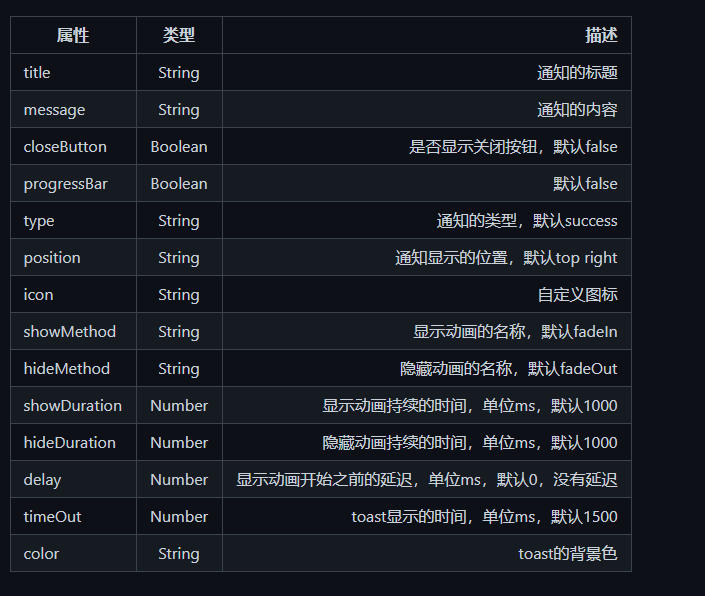 属性 类型 描述
title String 通知的标题
message String 通知的内容
closeButton Boolean 是否显示关闭按钮，默认false
progressBar Boolean 默认false
type String 通知的类型，默认success
position String 通知显示的位置，默认top right
icon String 自定义图标
showMethod String 显示动画的名称，默认fadeIn
hideMethod String 隐藏动画的名称，默认fadeOut
showDuration Number 显示动画持续的时间，单位ms，默认1000
hideDuration Number 隐藏动画持续的时间，单位ms，默认1000
delay Number 显示动画开始之前的延迟，单位ms，默认0，没有延迟
timeOut Number toast显示的时间，单位ms，默认1500
color String toast的背景色